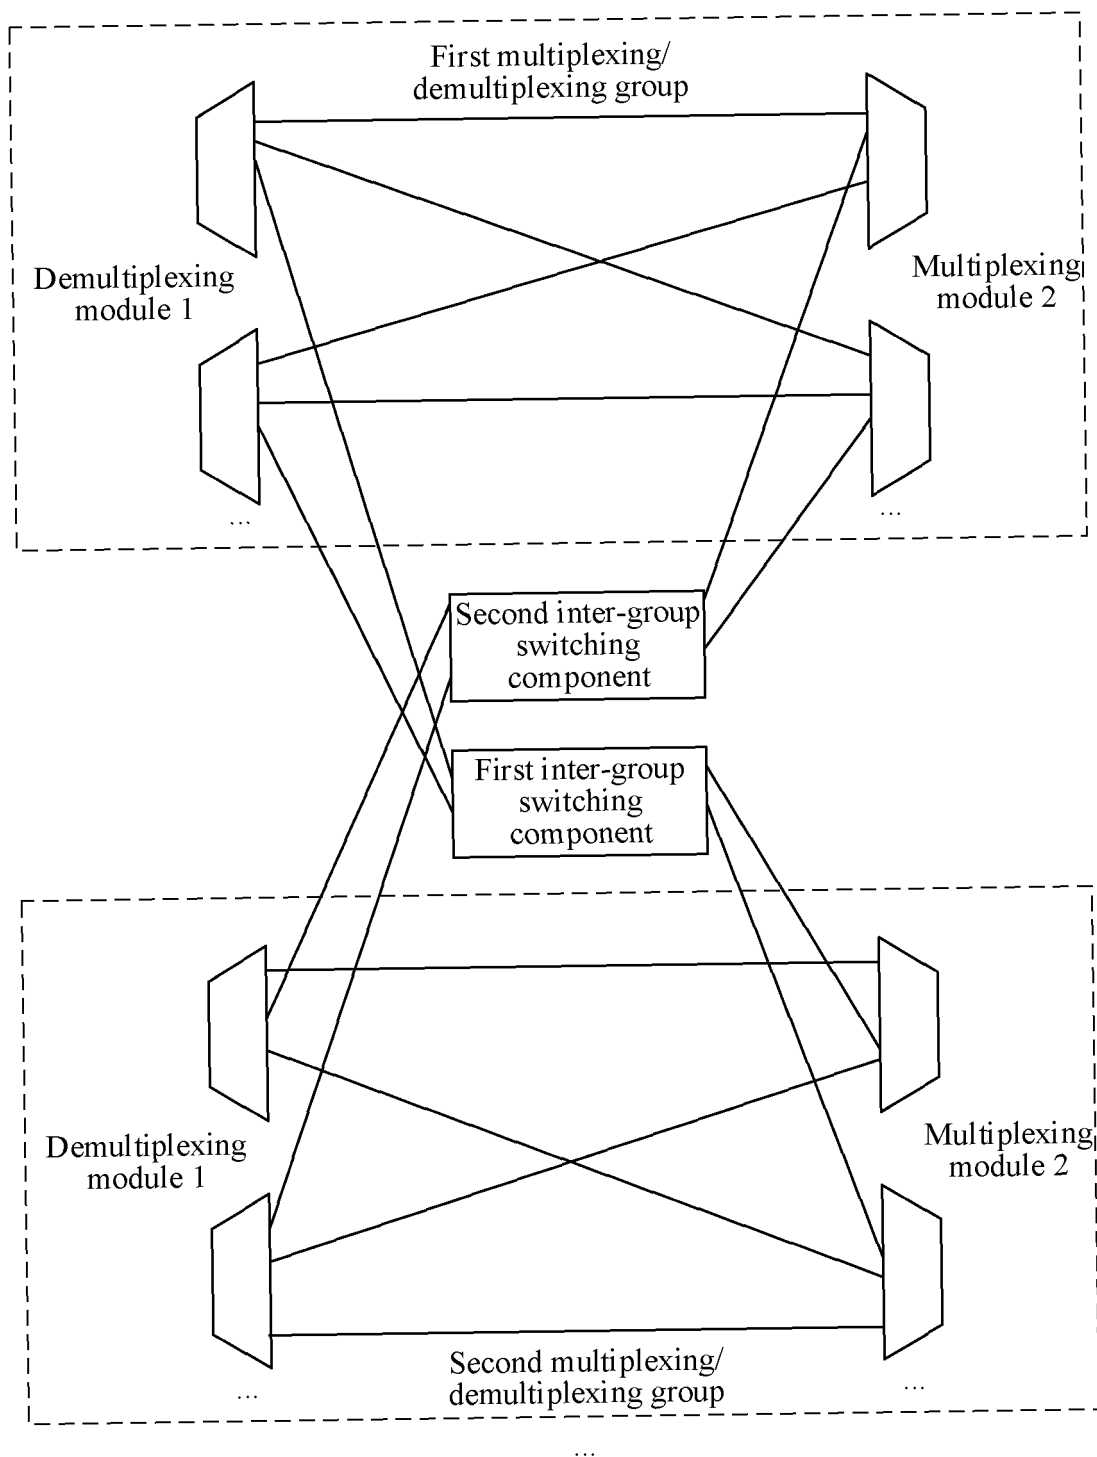 First multiplexing/
demultiplexing group
Demultiplexing
module 1
Multiplexing
module 2
...
...
Second inter-group
switching
component
First inter-group
switching
component
Demultiplexing
module 1
Multiplexing
module 2
Second multiplexing/
demultiplexing group
...
...
...